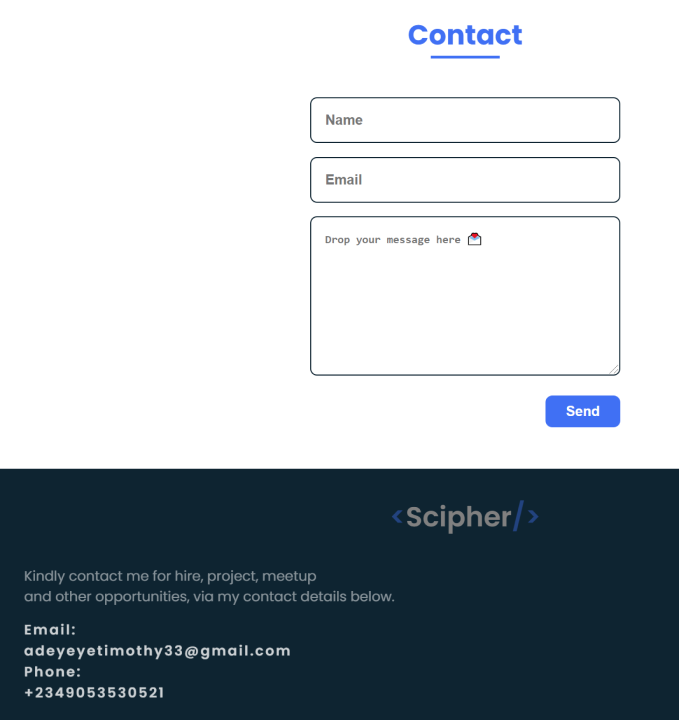 Contact
Name
Email
Drop your message here 💌
Send
<Scipher/>
Kindly contact me for hire, project, meetup
and other opportunities, via my contact details below.
Email:
adeyeyetimothy33@gmail.com
Phone:
+2349053530521